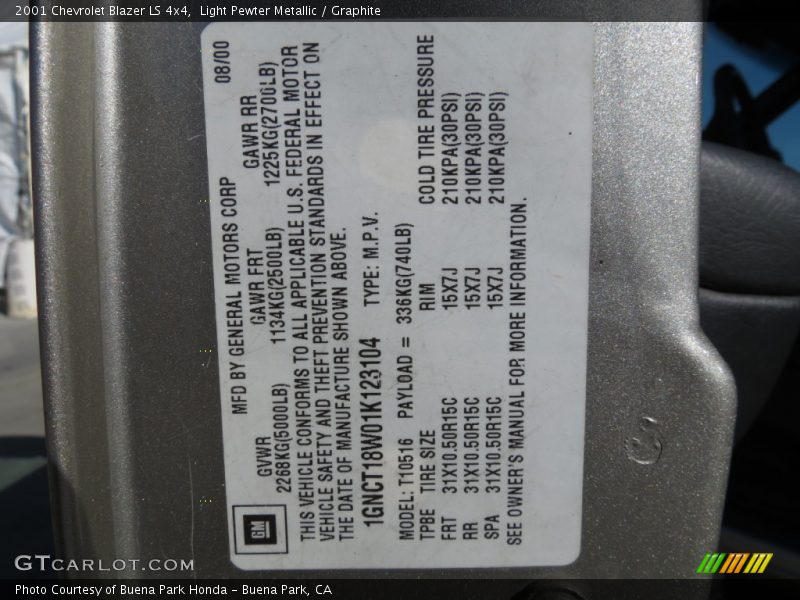 2001 Chevrolet Blazer LS 4x4,  Light Pewter Metallic / Graphite
MFD BY GENERAL MOTORS CORP 08/00
GVWR GAWR FRT GAWR RR
2268KG(5000LB) 1134KG(2500LB) 1225KG(2700LB)
THIS VEHICLE CONFORMS TO ALL APPLICABLE U.S. FEDERAL MOTOR
VEHICLE SAFETY AND THEFT PREVENTION STANDARDS IN EFFECT ON
THE DATE OF MANUFACTURE SHOWN ABOVE.
1GNCT18W01K123104 TYPE: M.P.V.
MODEL: T10516 PAYLOAD = 336KG(740LB)
TPBE TIRE SIZE RIM COLD TIRE PRESSURE
FRT 31X10.50R15C 15X7J 210KPA(30PSI)
RR 31X10.50R15C 15X7J 210KPA(30PSI)
SPA 31X10.50R15C 15X7J 210KPA(30PSI)
SEE OWNER'S MANUAL FOR MORE INFORMATION.
GM
GTCARLOT.COM
Photo Courtesy of Buena Park Honda - Buena Park, CA